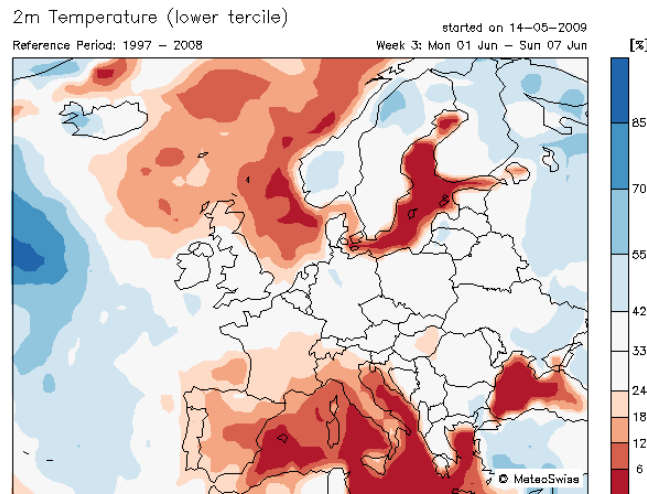 2m Temperature (lower tercile)
started on 14-05-2009
Reference Period: 1997 - 2008
Week 3: Mon 01 Jun - Sun 07 Jun
[%]
85
70
55
42
33
24
18
12
6
© MeteoSwiss